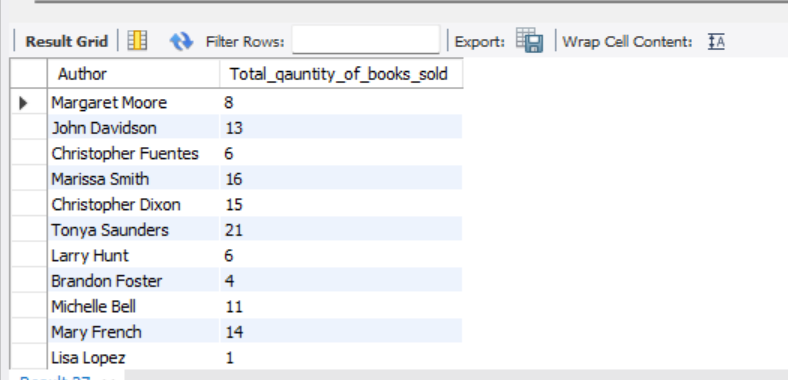 Result Grid Filter Rows: Export: Wrap Cell Content:
Author Total_qauntity_of_books_sold
Margaret Moore 8
John Davidson 13
Christopher Fuentes 6
Marissa Smith 16
Christopher Dixon 15
Tonya Saunders 21
Larry Hunt 6
Brandon Foster 4
Michelle Bell 11
Mary French 14
Lisa Lopez 1